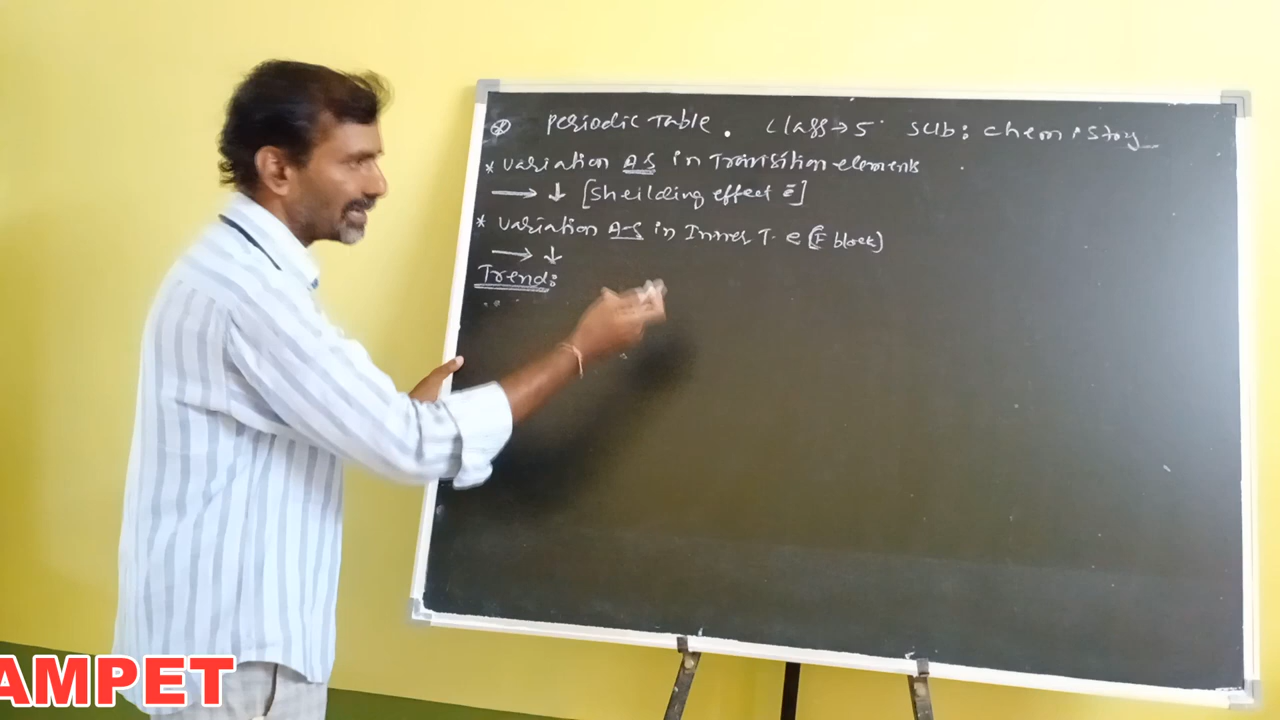 Periodic Table. Class→5 Sub: chemistry
* Variation A-S in Transition elements
→ ↓ [Sheilding effect ē]
* Variation A-S in Inner T. e (F block)
→ ↓
Trend:
AMPET